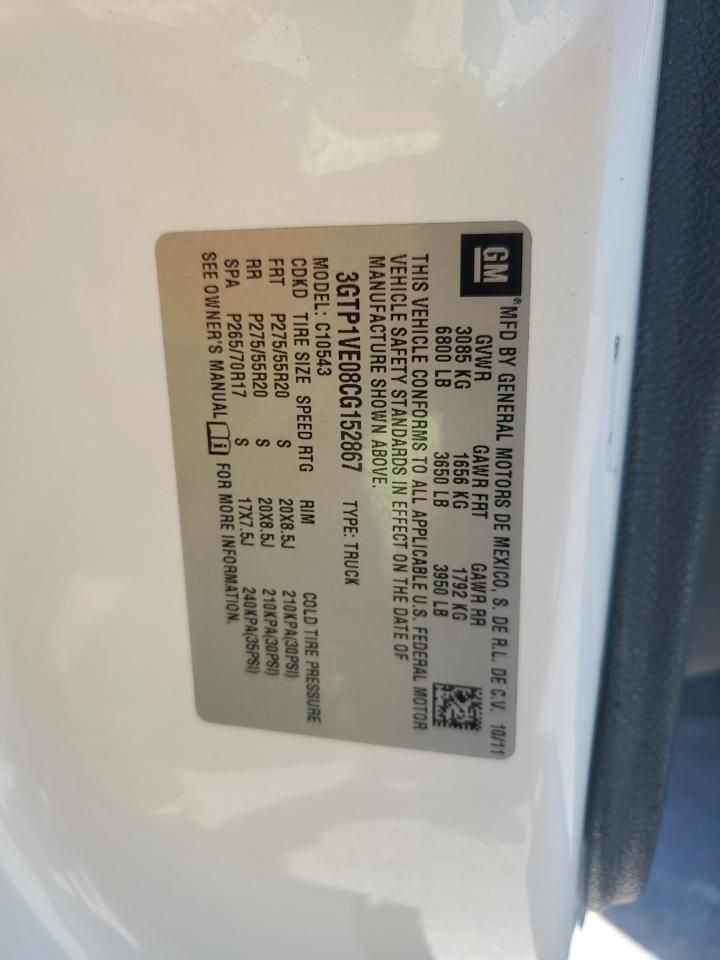 GM
® MFD BY GENERAL MOTORS DE MEXICO, S. DE R.L. DE C.V. 10/11
GVWR GAWR FRT GAWR RR
3085 KG 1656 KG 1792 KG
6800 LB 3650 LB 3950 LB
THIS VEHICLE CONFORMS TO ALL APPLICABLE U.S. FEDERAL MOTOR
VEHICLE SAFETY STANDARDS IN EFFECT ON THE DATE OF
MANUFACTURE SHOWN ABOVE.
3GTP1VE08CG152867 TYPE: TRUCK
MODEL: C10543
CDKD TIRE SIZE SPEED RTG RIM COLD TIRE PRESSURE
FRT P275/55R20 S 20X8.5J 210KPA(30PSI)
RR P275/55R20 S 20X8.5J 210KPA(30PSI)
SPA P265/70R17 S 17X7.5J 240KPA(35PSI)
SEE OWNER'S MANUAL i FOR MORE INFORMATION.